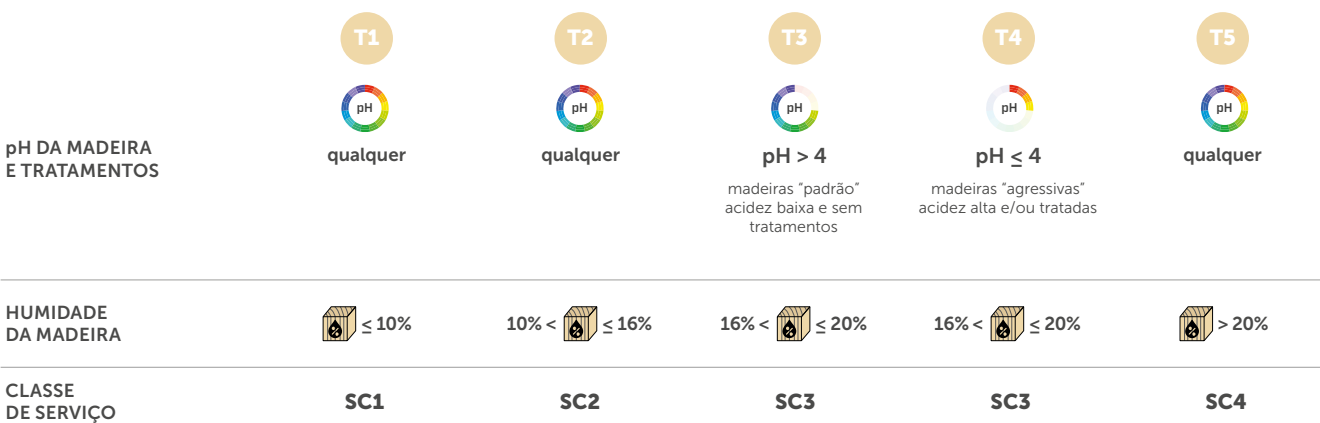 T1 T2 T3 T4 T5
pH pH pH pH pH
pH DA MADEIRA
E TRATAMENTOS
qualquer qualquer pH > 4 pH ≤ 4 qualquer
madeiras "padrão"
acidez baixa e sem
tratamentos
madeiras "agressivas"
acidez alta e/ou tratadas
HUMIDADE
DA MADEIRA
% ≤ 10% 10% < % ≤ 16% 16% < % ≤ 20% 16% < % ≤ 20% % > 20%
CLASSE
DE SERVIÇO
SC1 SC2 SC3 SC3 SC4